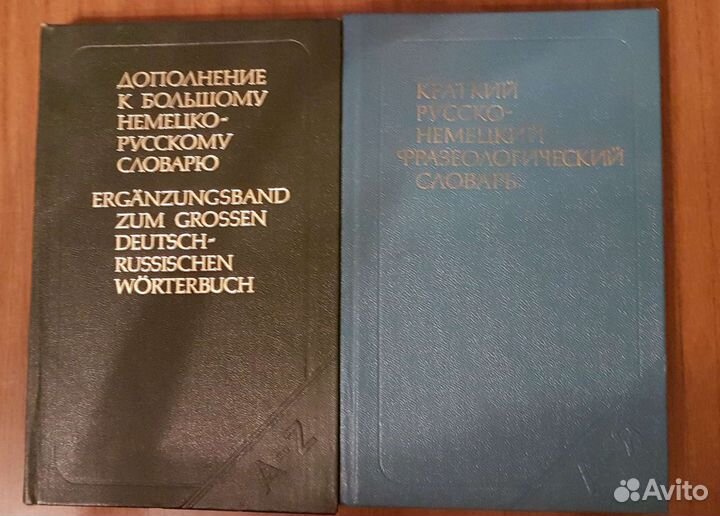 ДОПОЛНЕНИЕ
К БОЛЬШОМУ
НЕМЕЦКО-
РУССКОМУ
СЛОВАРЮ
ERGÄNZUNGSBAND
ZUM GROSSEN
DEUTSCH-
RUSSISCHEN
WÖRTERBUCH
A-Z
КРАТКИЙ
РУССКО-
НЕМЕЦКИЙ
ФРАЗЕОЛОГИЧЕСКИЙ
СЛОВАРЬ
Avito